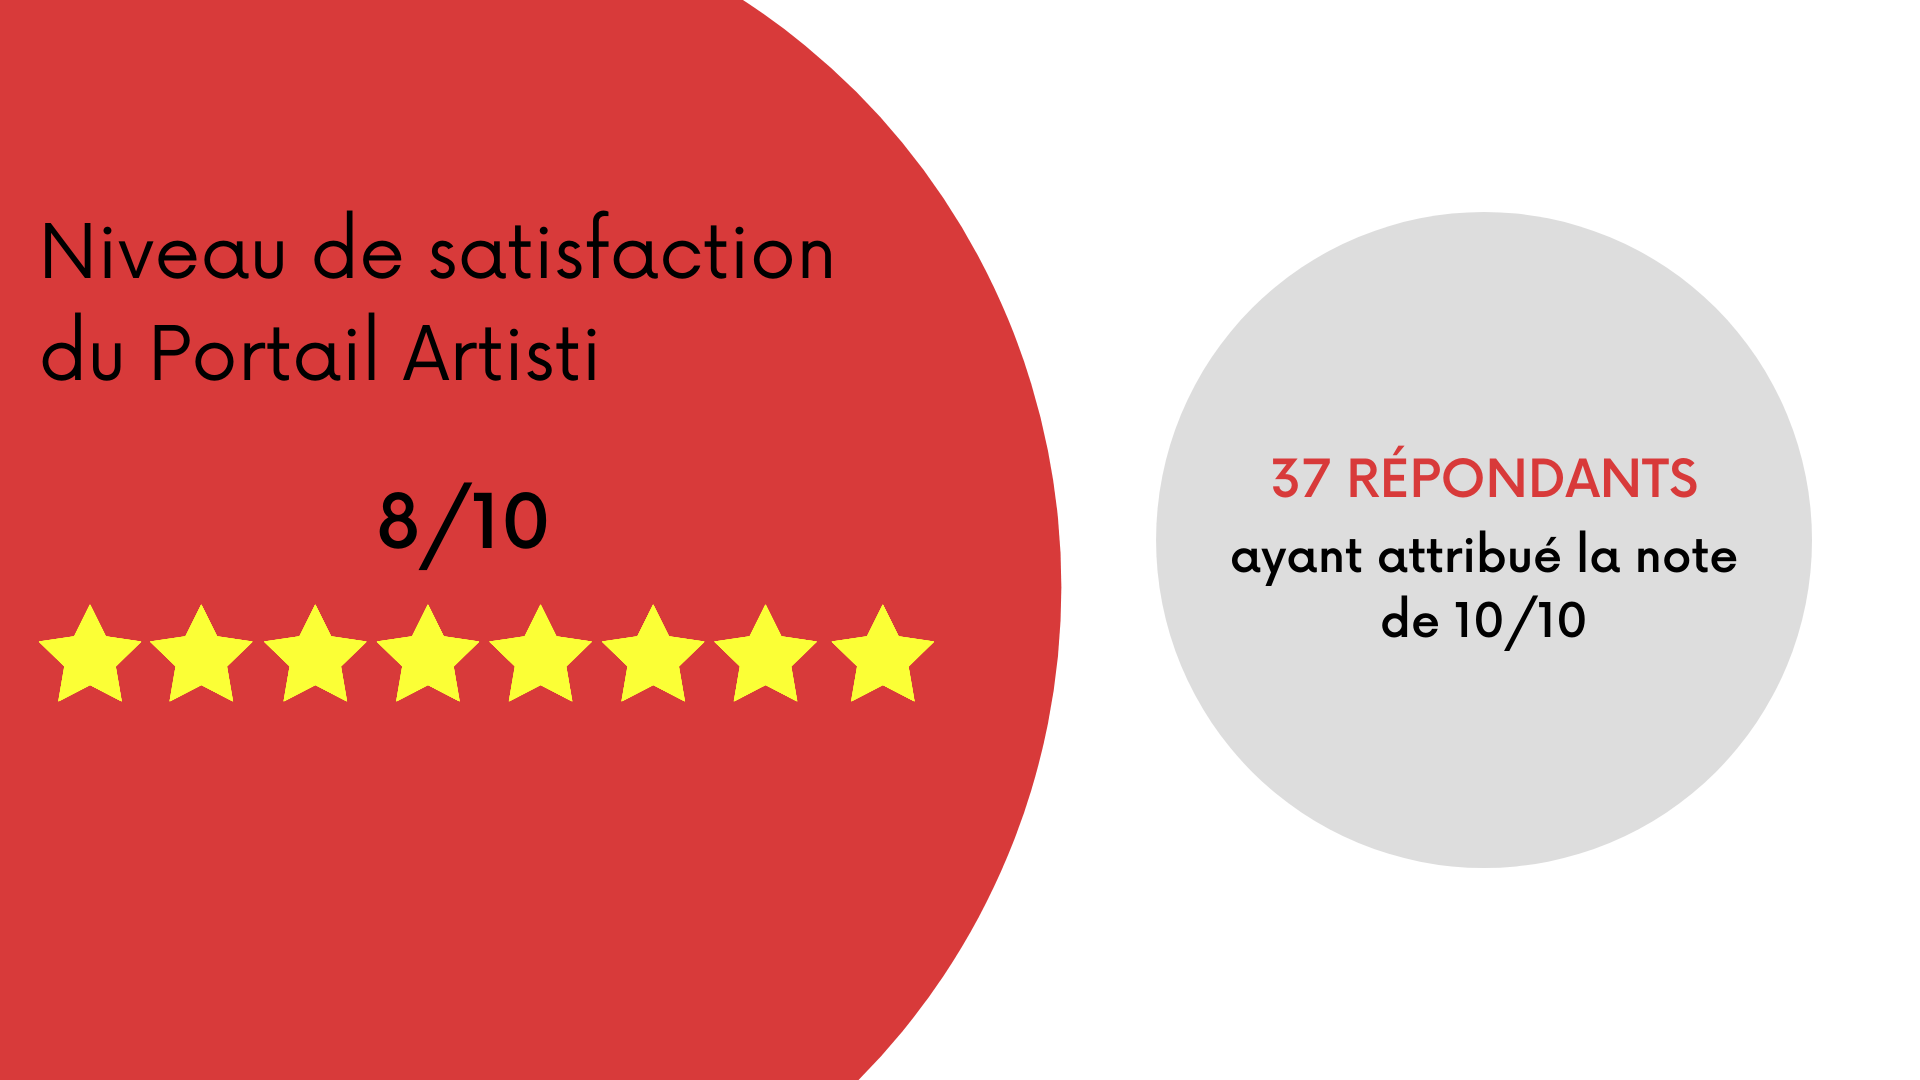 Niveau de satisfaction
du Portail Artisti
8/10
37 RÉPONDANTS
ayant attribué la note
de 10/10